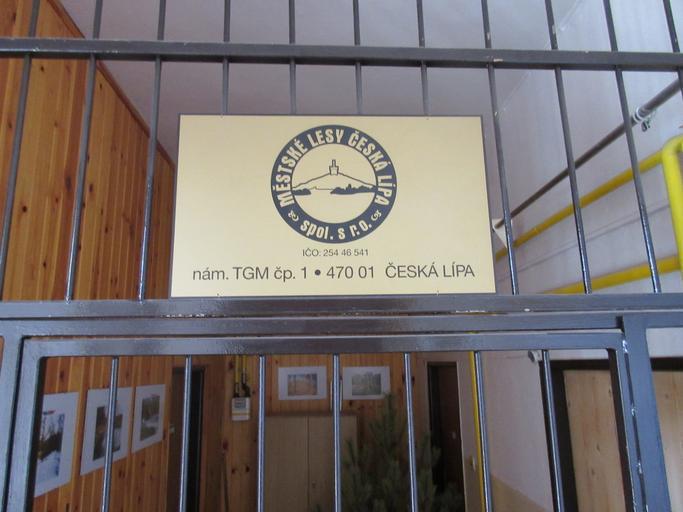 MĚSTSKÉ LESY ČESKÁ LÍPA
spol. s r.o.
IČO: 254 46 541
nám. TGM čp. 1 • 470 01 ČESKÁ LÍPA